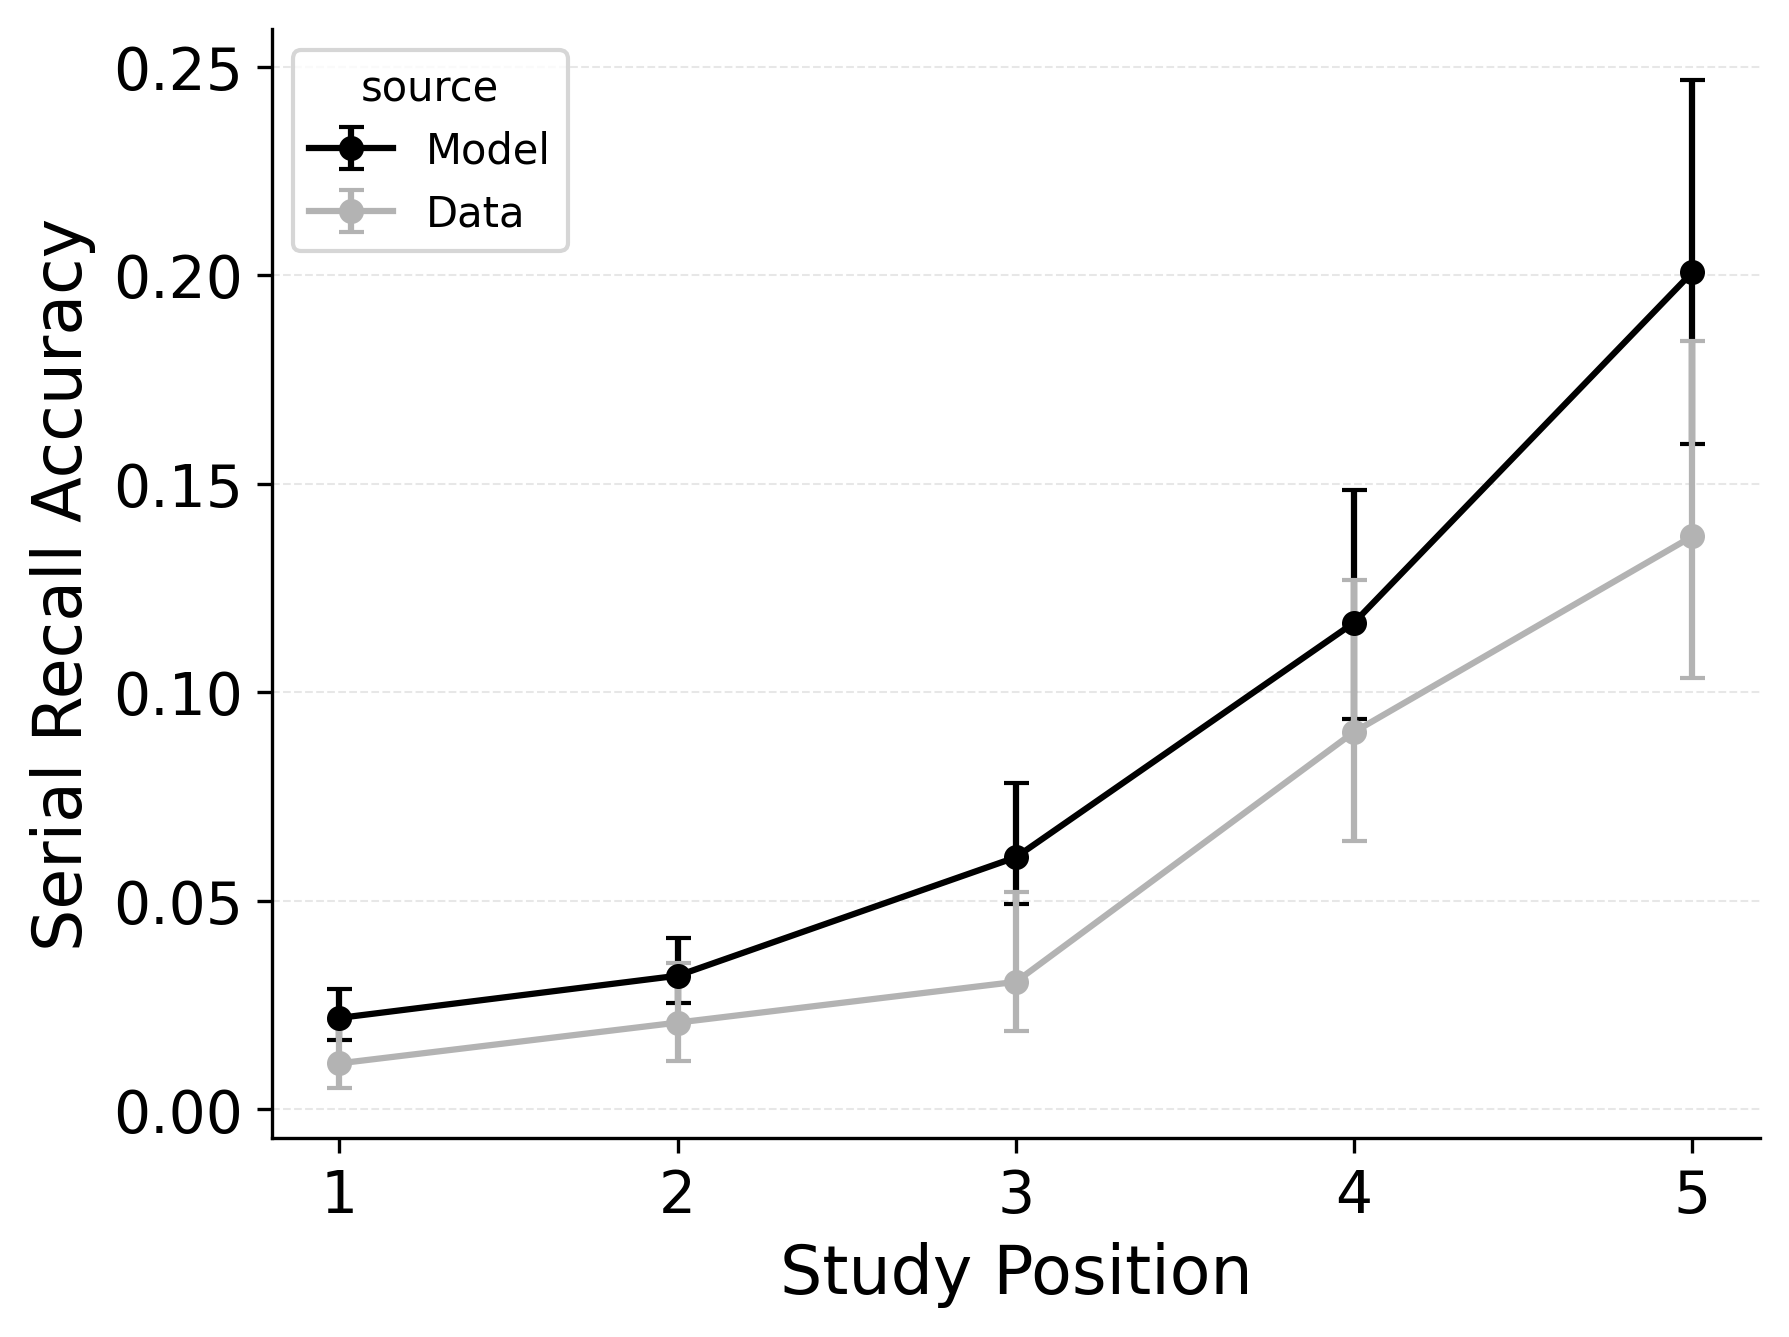 source
Model
Data
Serial Recall Accuracy
0.25
0.20
0.15
0.10
0.05
0.00
1 2 3 4 5
Study Position